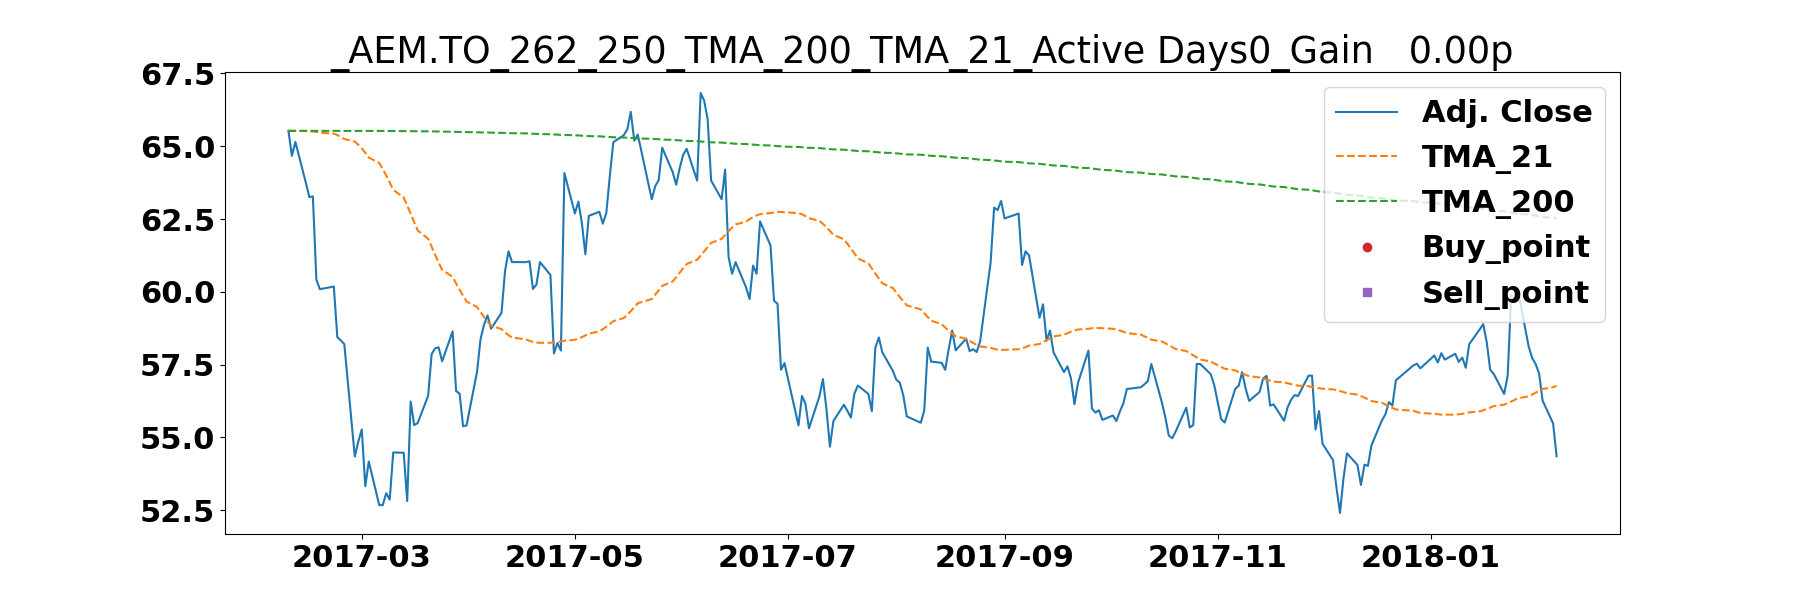 _AEM.TO_262_250_TMA_200_TMA_21_Active Days0_Gain   0.00p
67.5
65.0
62.5
60.0
57.5
55.0
52.5
Adj. Close
TMA_21
TMA_200
Buy_point
Sell_point
2017-03 2017-05 2017-07 2017-09 2017-11 2018-01